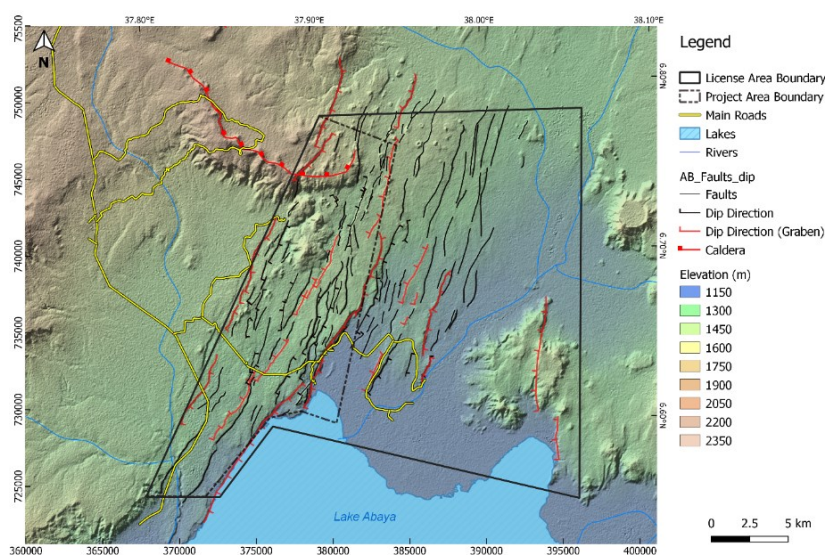 37.80°E 37.90°E 38.00°E 38.10°E
755500
750000
745000
740000
735000
730000
725000
N
6.80°N
6.70°N
6.60°N
Lake Abaya
360000 365000 370000 375000 380000 385000 390000 395000 400000
Legend
License Area Boundary
Project Area Boundary
Main Roads
Lakes
Rivers
AB_Faults_dip
Faults
Dip Direction
Dip Direction (Graben)
Caldera
Elevation (m)
1150
1300
1450
1600
1750
1900
2050
2200
2350
0 2.5 5 km